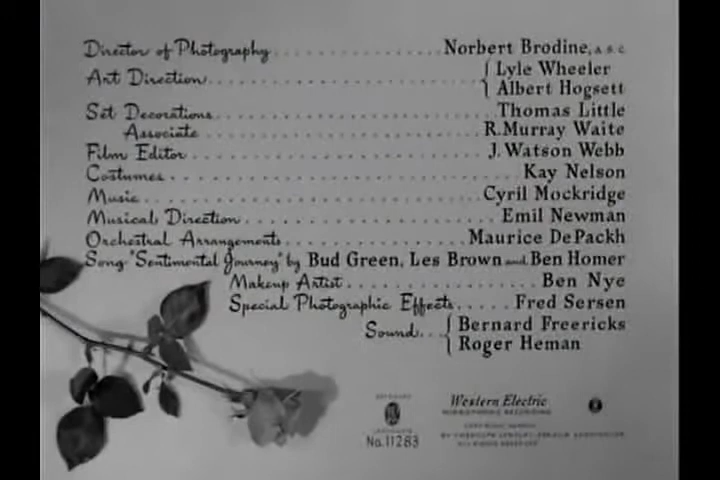 Director of Photography. . . . . . . . . . . . . . Norbert Brodine, A.S.C.
Art Direction. . . . . . . . . . . . . . . . . . . . . . . { Lyle Wheeler
Albert Hogsett
Set Decorations. . . . . . . . . . . . . . . . . . . . . . Thomas Little
Associate . . . . . . . . . . . . . . . . . . . . . . R. Murray Waite
Film Editor . . . . . . . . . . . . . . . . . . . . . . . J. Watson Webb
Costumes. . . . . . . . . . . . . . . . . . . . . . . . . . . . Kay Nelson
Music. . . . . . . . . . . . . . . . . . . . . . . . . . . Cyril Mockridge
Musical Direction . . . . . . . . . . . . . . . . . . . . Emil Newman
Orchestral Arrangements. . . . . . . . . . . . . . Maurice De Packh
Song "Sentimental Journey" by Bud Green, Les Brown and Ben Homer
Makeup Artist. . . . . . . . . . . . . . . . Ben Nye
Special Photographic Effects. . . . . Fred Sersen
Sound. . . { Bernard Freericks
Roger Heman
Western Electric
RECORDING
No. 11283